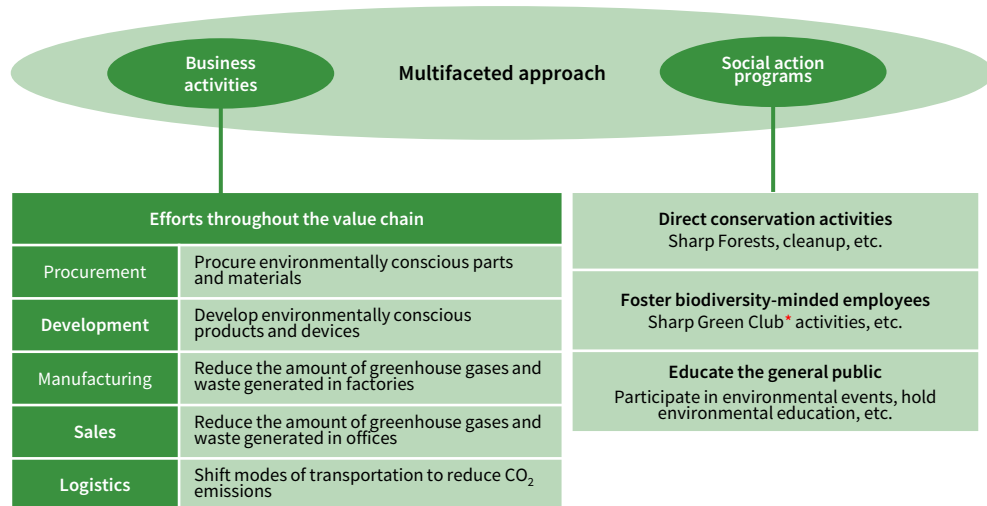 Business
activities
Multifaceted approach
Social action
programs
Efforts throughout the value chain
Procurement
Procure environmentally conscious parts
and materials
Development
Develop environmentally conscious
products and devices
Manufacturing
Reduce the amount of greenhouse gases and
waste generated in factories
Sales
Reduce the amount of greenhouse gases and
waste generated in offices
Logistics
Shift modes of transportation to reduce CO₂
emissions
Direct conservation activities
Sharp Forests, cleanup, etc.
Foster biodiversity-minded employees
Sharp Green Club* activities, etc.
Educate the general public
Participate in environmental events, hold
environmental education, etc.